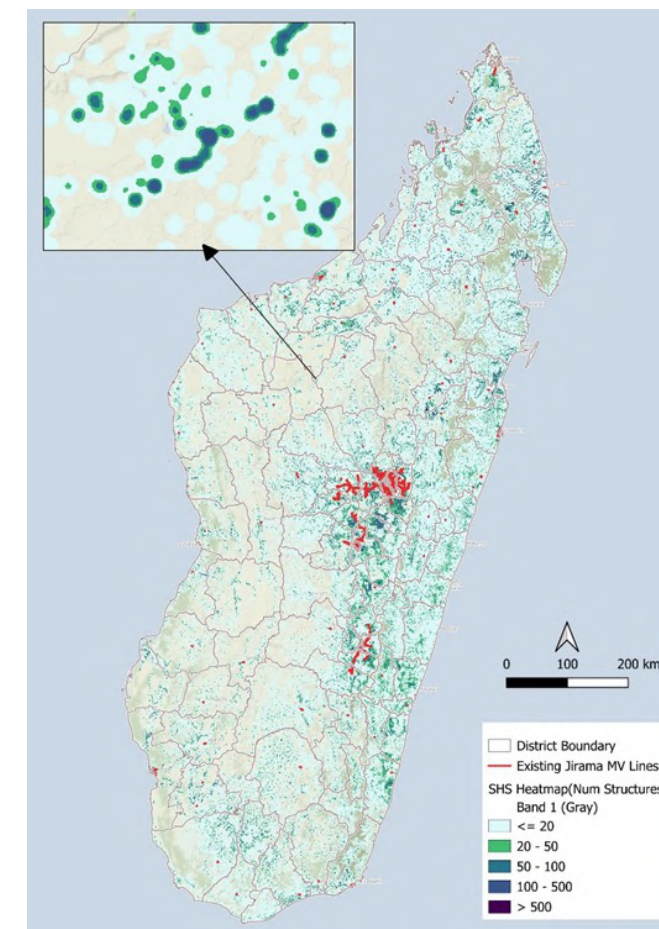 0 100 200 km
District Boundary
Existing Jirama MV Lines
SHS Heatmap(Num Structures
Band 1 (Gray)
<= 20
20 - 50
50 - 100
100 - 500
> 500